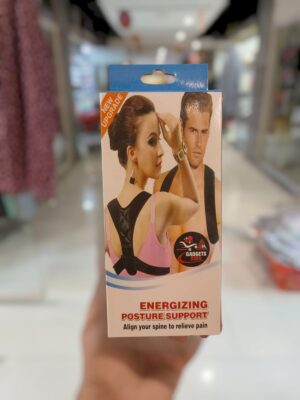 NEW
UPGRADE
GADGETS
ENERGIZING
POSTURE SUPPORT
Align your spine to relieve pain